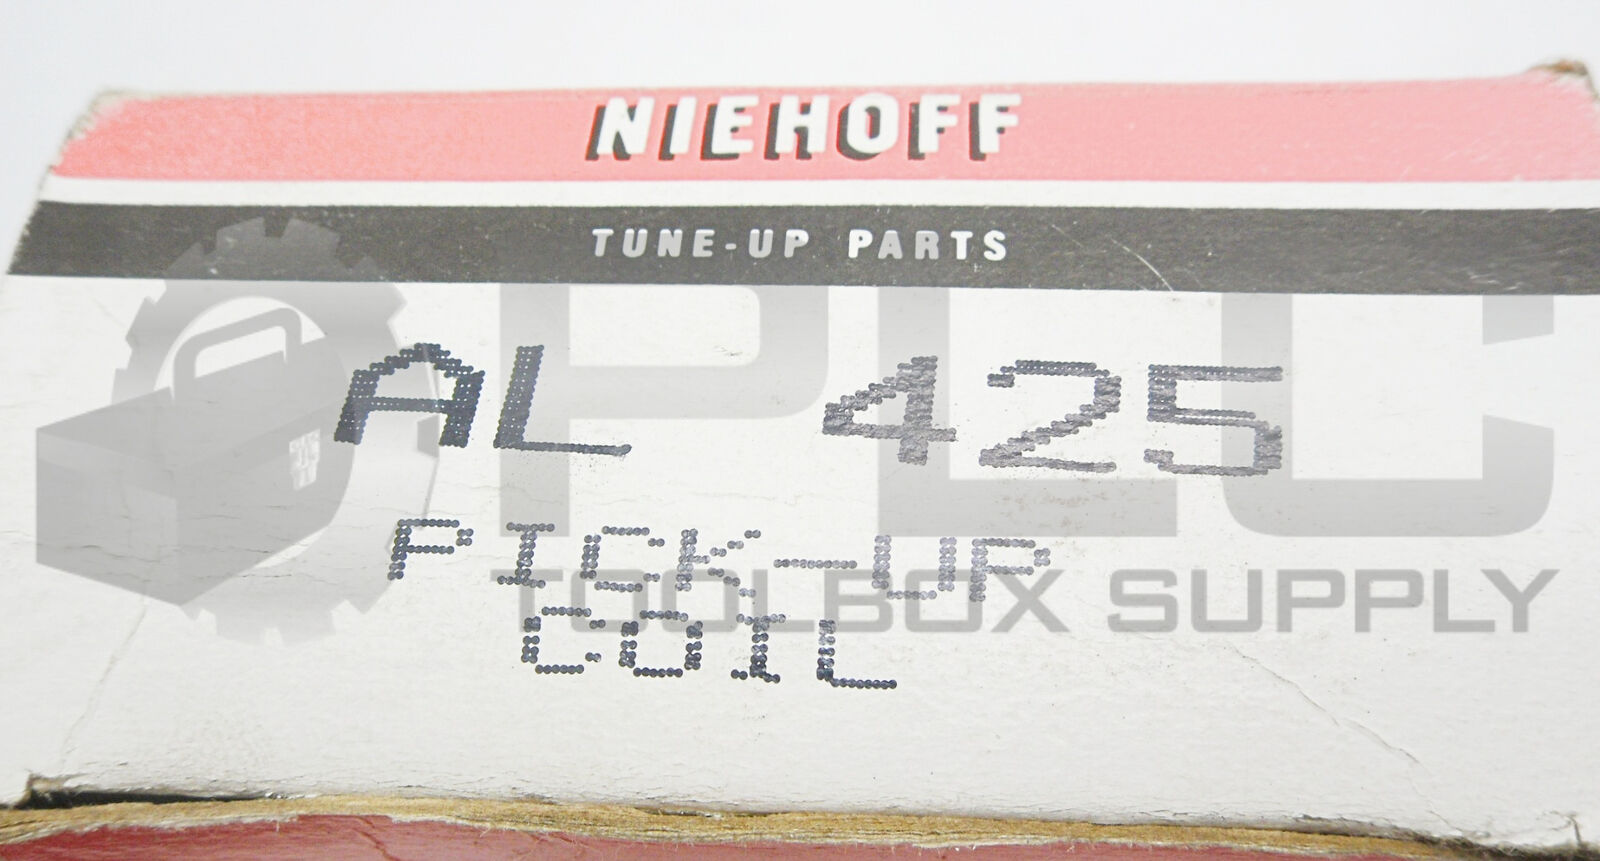 NIEHOFF
TUNE-UP PARTS
AL 425
PICK-UP
COIL
PLC
TOOLBOX SUPPLY